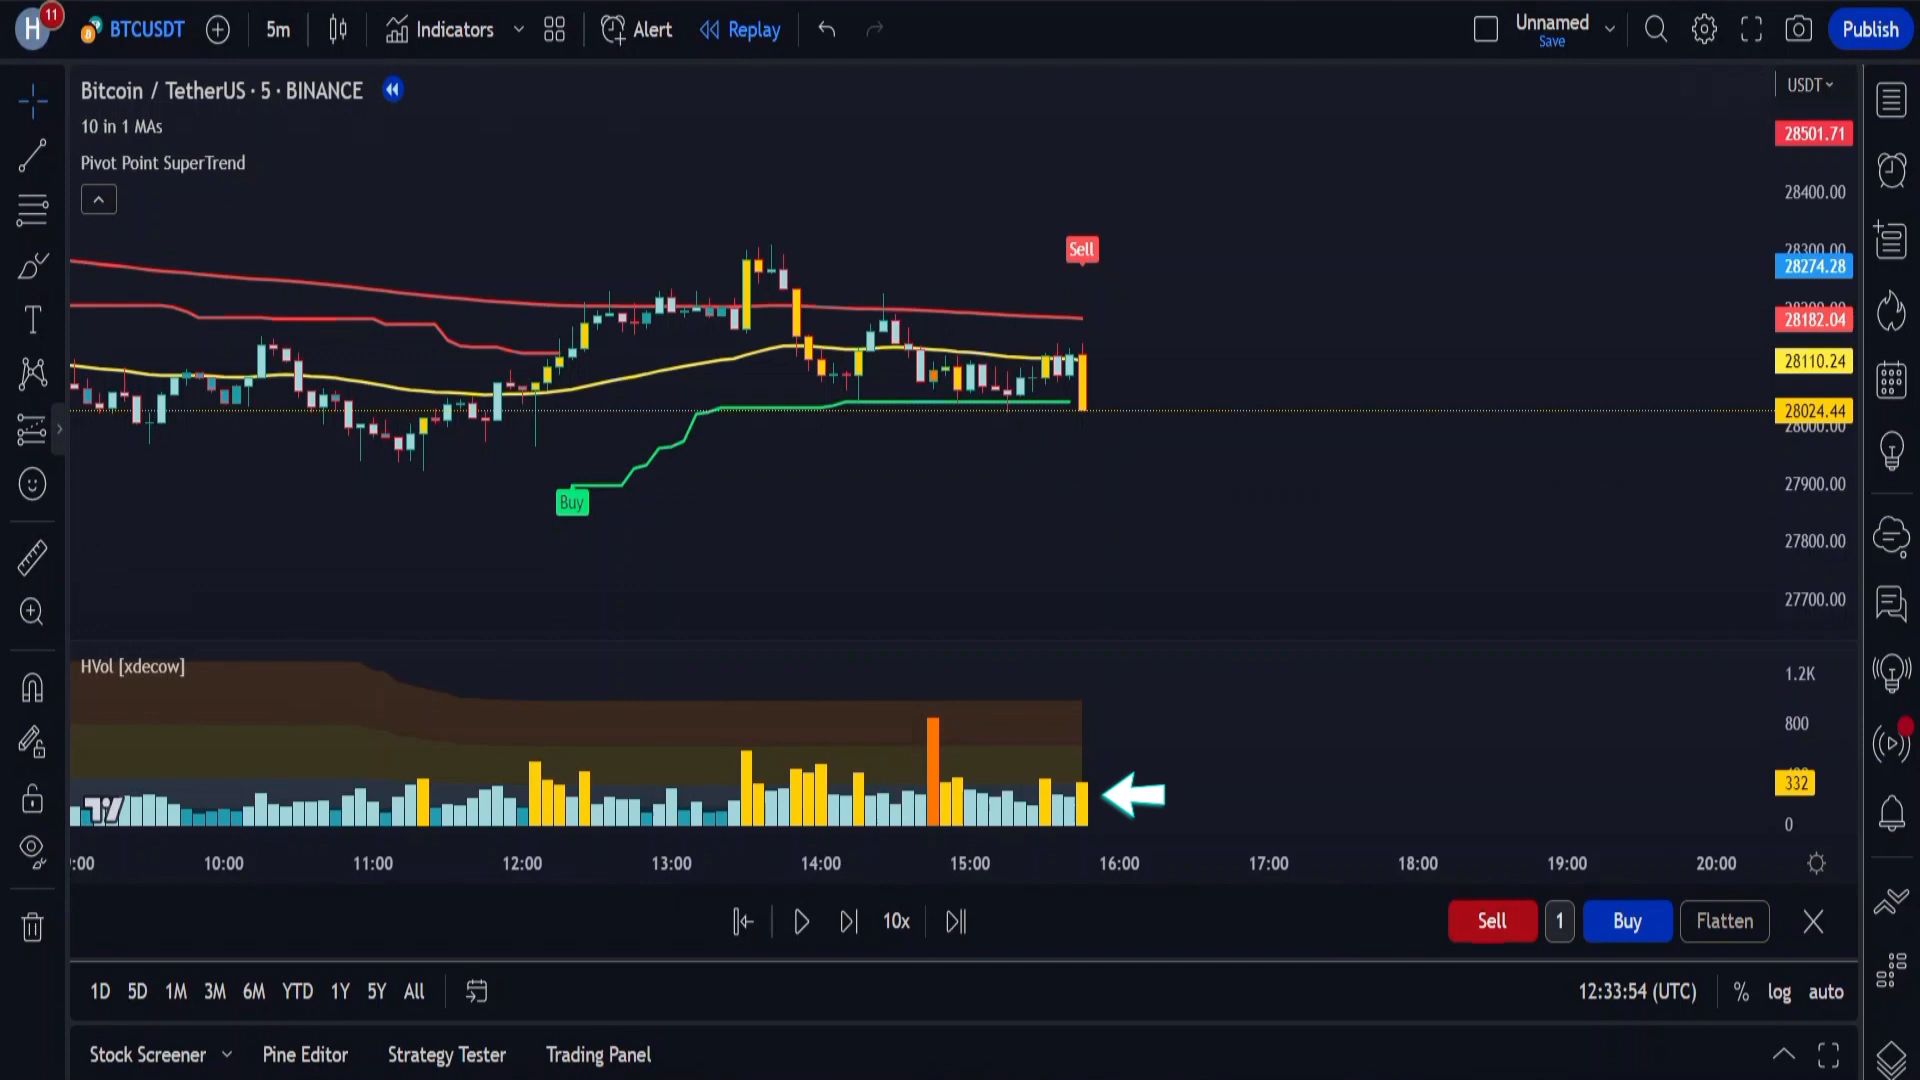 H
11
BTCUSDT
5m
Indicators
Alert
Replay
Unnamed
Save
Publish
Bitcoin / TetherUS · 5 · BINANCE
USDT
10 in 1 MAs
Pivot Point SuperTrend
28501.71
28400.00
28300.00
28274.28
28182.04
28110.24
28024.44
28000.00
27900.00
27800.00
27700.00
Sell
Buy
HVol [xdecow]
1.2K
800
332
0
10:00
11:00
12:00
13:00
14:00
15:00
16:00
17:00
18:00
19:00
20:00
10x
Sell
1
Buy
Flatten
1D 5D 1M 3M 6M YTD 1Y 5Y All
12:33:54 (UTC)
% log auto
Stock Screener
Pine Editor
Strategy Tester
Trading Panel